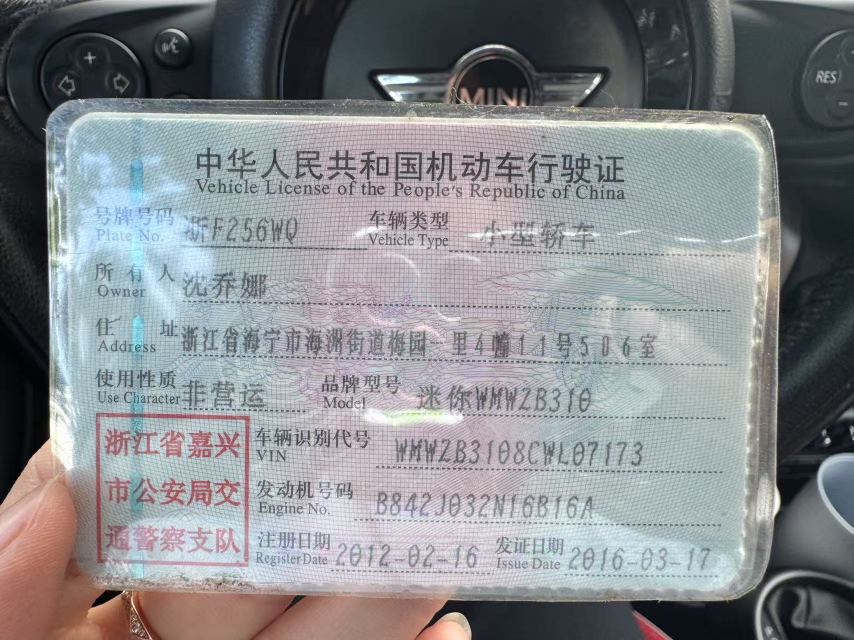 MINI
RES
中华人民共和国机动车行驶证
Vehicle License of the People's Republic of China
号牌号码 浙F256WQ 车辆类型 小型轿车
Plate No. Vehicle Type
所有人 沈乔娜
Owner
住址 浙江省海宁市海洲街道梅园一里4幢11号506室
Address
使用性质 非营运 品牌型号 迷你WMWZB310
Use Character Model
浙江省嘉兴
市公安局交
通警察支队
车辆识别代号 WMWZB3108CWL07173
VIN
发动机号码 B842J032N16B16A
Engine No.
注册日期 2012-02-16 发证日期 2016-03-17
Register Date Issue Date